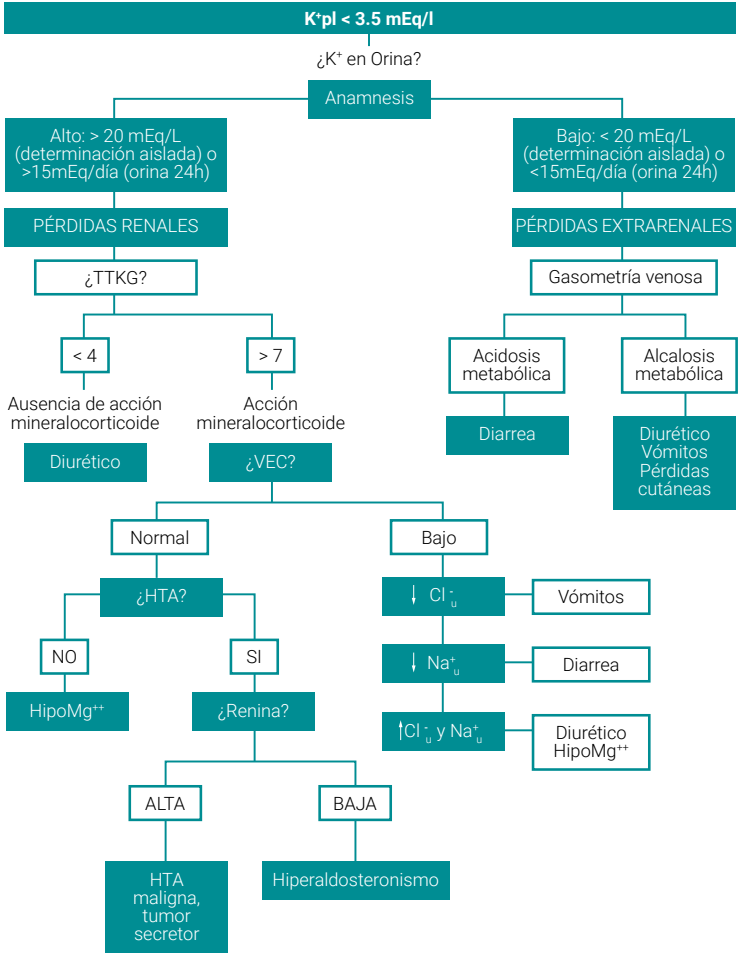 K⁺pl < 3.5 mEq/l
¿K⁺ en Orina?
Anamnesis
Alto: > 20 mEq/L
(determinación aislada) o
>15mEq/día (orina 24h)
Bajo: < 20 mEq/L
(determinación aislada) o
<15mEq/día (orina 24h)
PÉRDIDAS RENALES
PÉRDIDAS EXTRARENALES
¿TTKG?
Gasometría venosa
< 4
> 7
Acidosis
metabólica
Alcalosis
metabólica
Ausencia de acción
mineralocorticoide
Acción
mineralocorticoide
Diarrea
Diurético
Vómitos
Pérdidas
cutáneas
Diurético
¿VEC?
Normal
Bajo
¿HTA?
↓ Cl⁻ᵤ
Vómitos
NO
SI
↓ Na⁺ᵤ
Diarrea
HipoMg⁺⁺
¿Renina?
↑Cl⁻ᵤ y Na⁺ᵤ
Diurético
HipoMg⁺⁺
ALTA
BAJA
HTA
maligna,
tumor
secretor
Hiperaldosteronismo